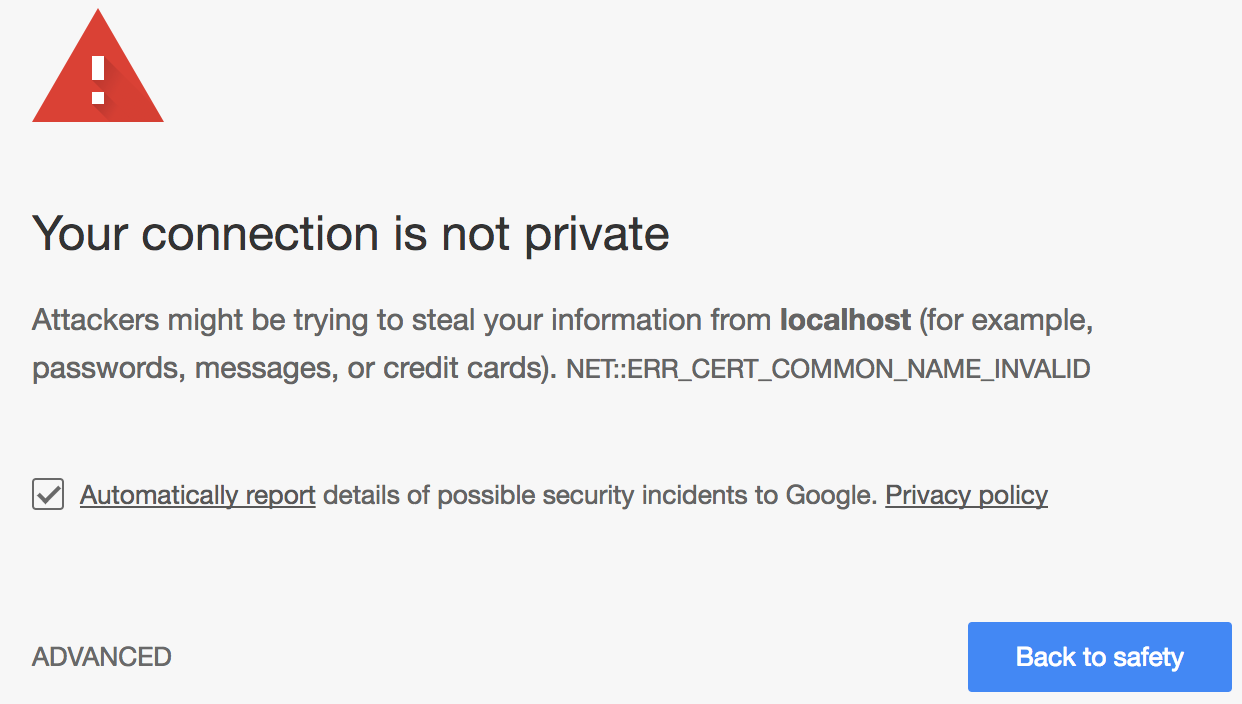 Your connection is not private
Attackers might be trying to steal your information from localhost (for example,
passwords, messages, or credit cards). NET::ERR_CERT_COMMON_NAME_INVALID
Automatically report details of possible security incidents to Google. Privacy policy
ADVANCED
Back to safety